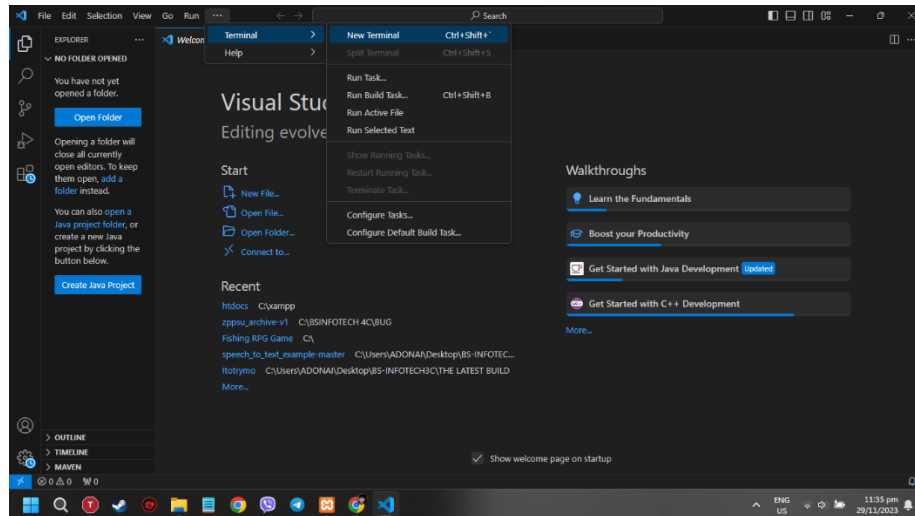 File Edit Selection View Go Run ···
Search
EXPLORER ···
Welcon
NO FOLDER OPENED
You have not yet
opened a folder.
Open Folder
Opening a folder will
close all currently
open editors. To keep
them open, add a
folder instead.
You can also open a
Java project folder, or
create a new Java
project by clicking the
button below.
Create Java Project
OUTLINE
TIMELINE
MAVEN
Terminal
Help
New Terminal Ctrl+Shift+`
Split Terminal Ctrl+Shift+5
Run Task...
Run Build Task... Ctrl+Shift+B
Run Active File
Run Selected Text
Show Running Tasks...
Restart Running Task...
Terminate Task...
Configure Tasks...
Configure Default Build Task...
Visual Stu
Editing evolve
Start
New File...
Open File...
Open Folder...
Connect to...
Recent
htdocs C:\xampp
zppsu_archive-v1 C:\BSINFOTECH 4C\BUG
Fishing RPG Game C:\
speech_to_text_example-master C:\Users\ADONAI\Desktop\BS-INFOTEC...
Itotrymo C:\Users\ADONAI\Desktop\BS-INFOTECH3C\THE LATEST BUILD
More...
Walkthroughs
Learn the Fundamentals
Boost your Productivity
Get Started with Java Development Updated
Get Started with C++ Development
More...
Show welcome page on startup
0 0 0
ENG
US
11:35 pm
29/11/2023